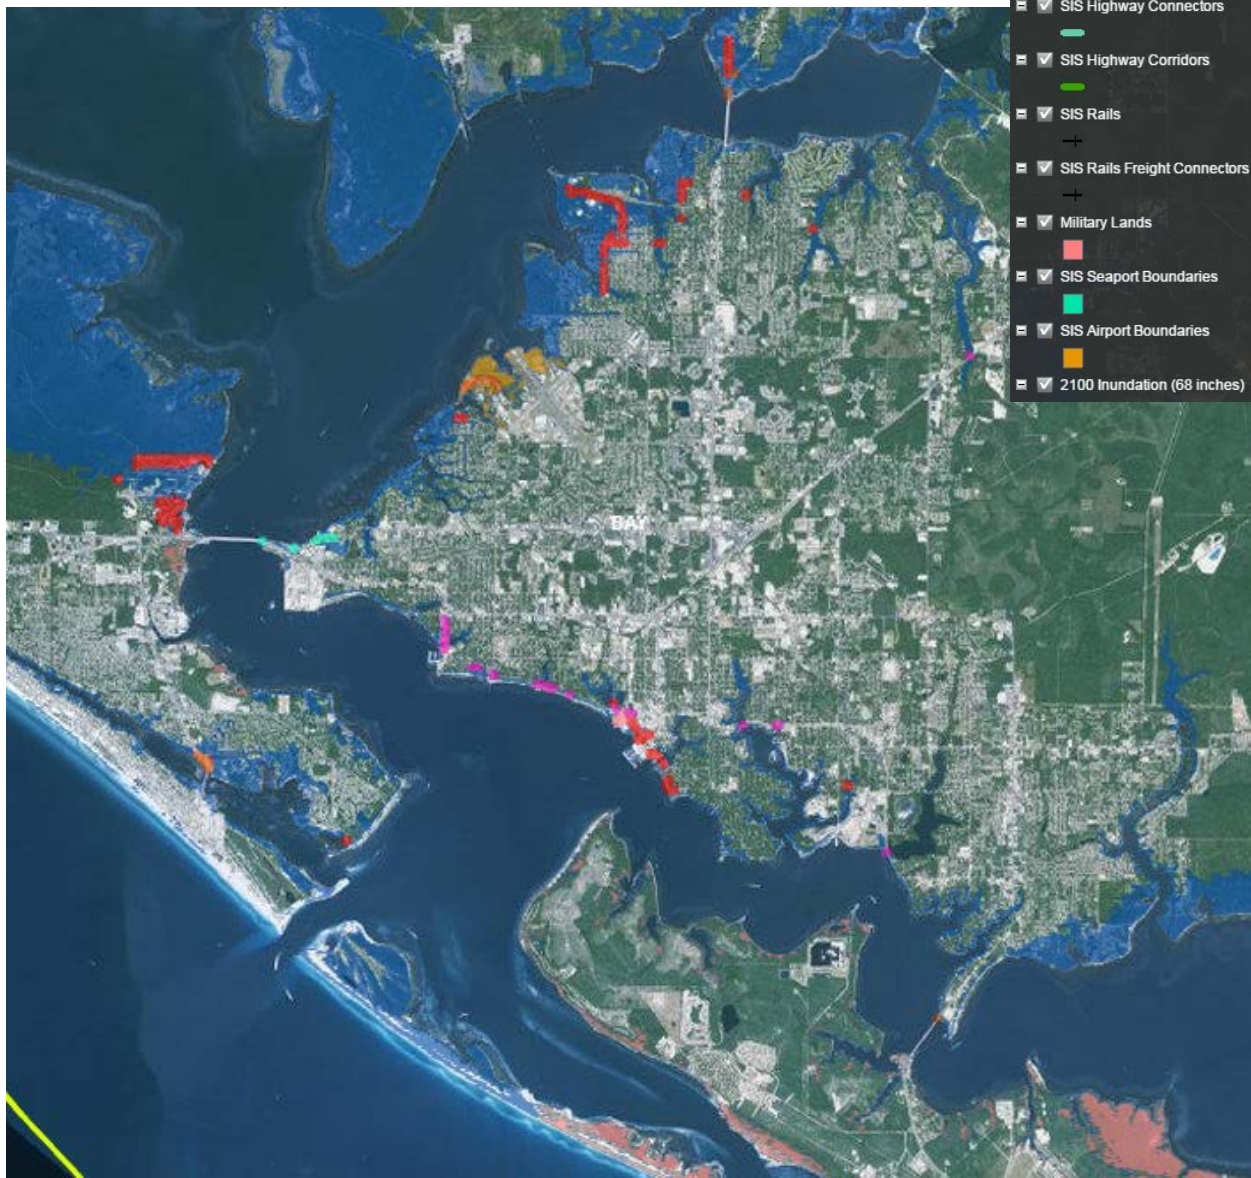 SIS Highway Connectors
SIS Highway Corridors
SIS Rails
SIS Rails Freight Connectors
Military Lands
SIS Seaport Boundaries
SIS Airport Boundaries
2100 Inundation (68 inches)
BAY